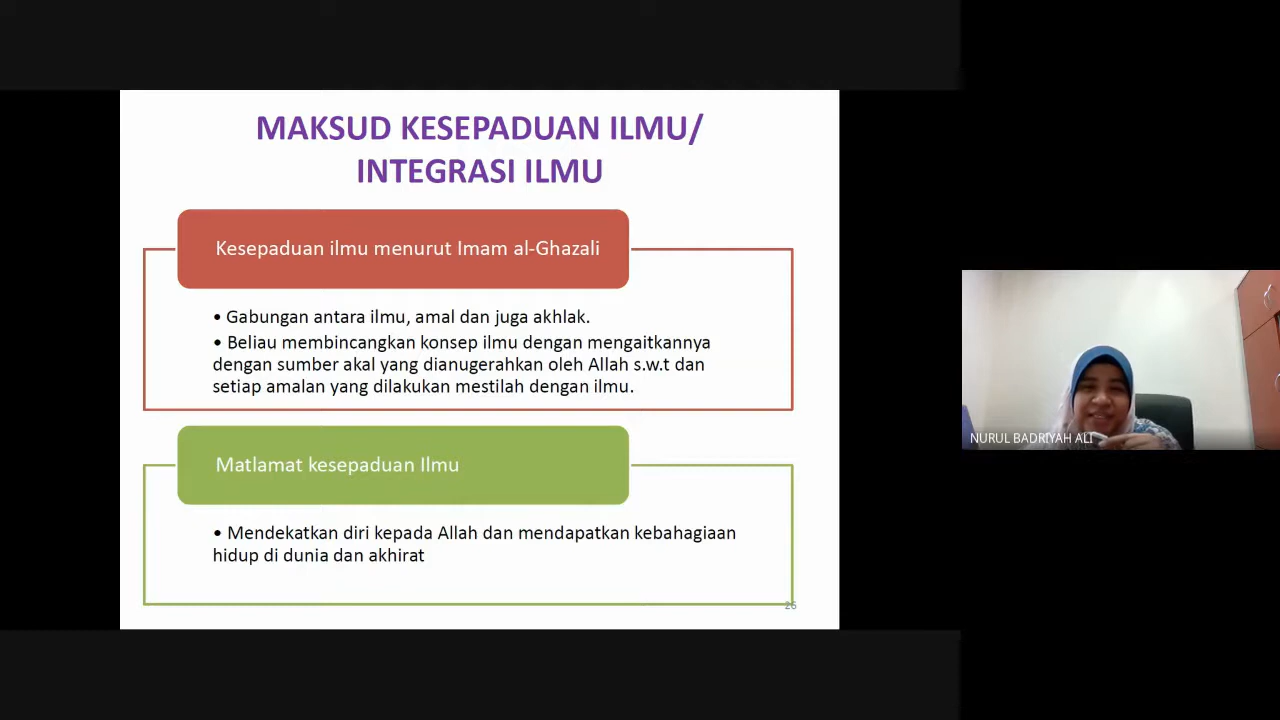 MAKSUD KESEPADUAN ILMU/
INTEGRASI ILMU
Kesepaduan ilmu menurut Imam al-Ghazali
• Gabungan antara ilmu, amal dan juga akhlak.
• Beliau membincangkan konsep ilmu dengan mengaitkannya
dengan sumber akal yang dianugerahkan oleh Allah s.w.t dan
setiap amalan yang dilakukan mestilah dengan ilmu.
NURUL BADRIYAH ALI
Matlamat kesepaduan Ilmu
• Mendekatkan diri kepada Allah dan mendapatkan kebahagiaan
hidup di dunia dan akhirat
26